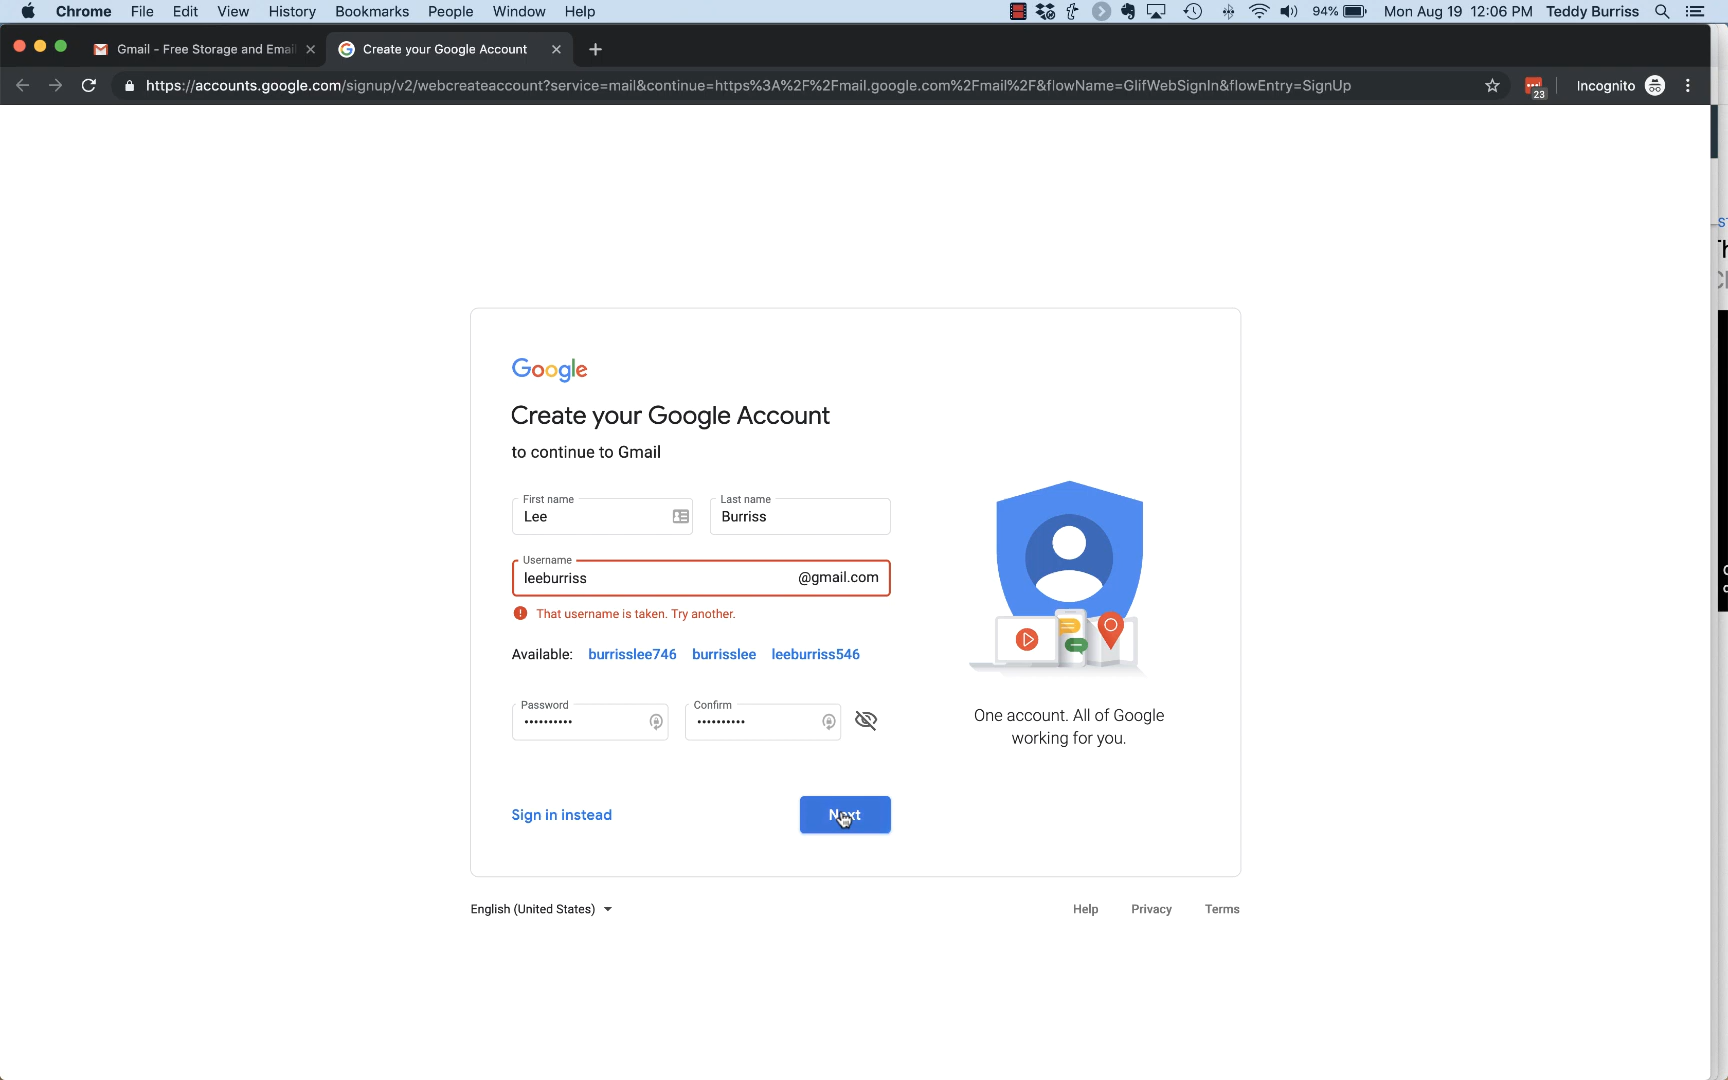 Chrome File Edit View History Bookmarks People Window Help 94% Mon Aug 19 12:06 PM Teddy Burriss
Gmail - Free Storage and Email
Create your Google Account
https://accounts.google.com/signup/v2/webcreateaccount?service=mail&continue=https%3A%2F%2Fmail.google.com%2Fmail%2F&flowName=GlifWebSignIn&flowEntry=SignUp
23
Incognito
Google
Create your Google Account
to continue to Gmail
First name
Lee
Last name
Burriss
Username
leeburriss @gmail.com
That username is taken. Try another.
Available: burrisslee746 burrisslee leeburriss546
Password
••••••••••
Confirm
••••••••••
One account. All of Google
working for you.
Sign in instead
Next
English (United States)
Help Privacy Terms